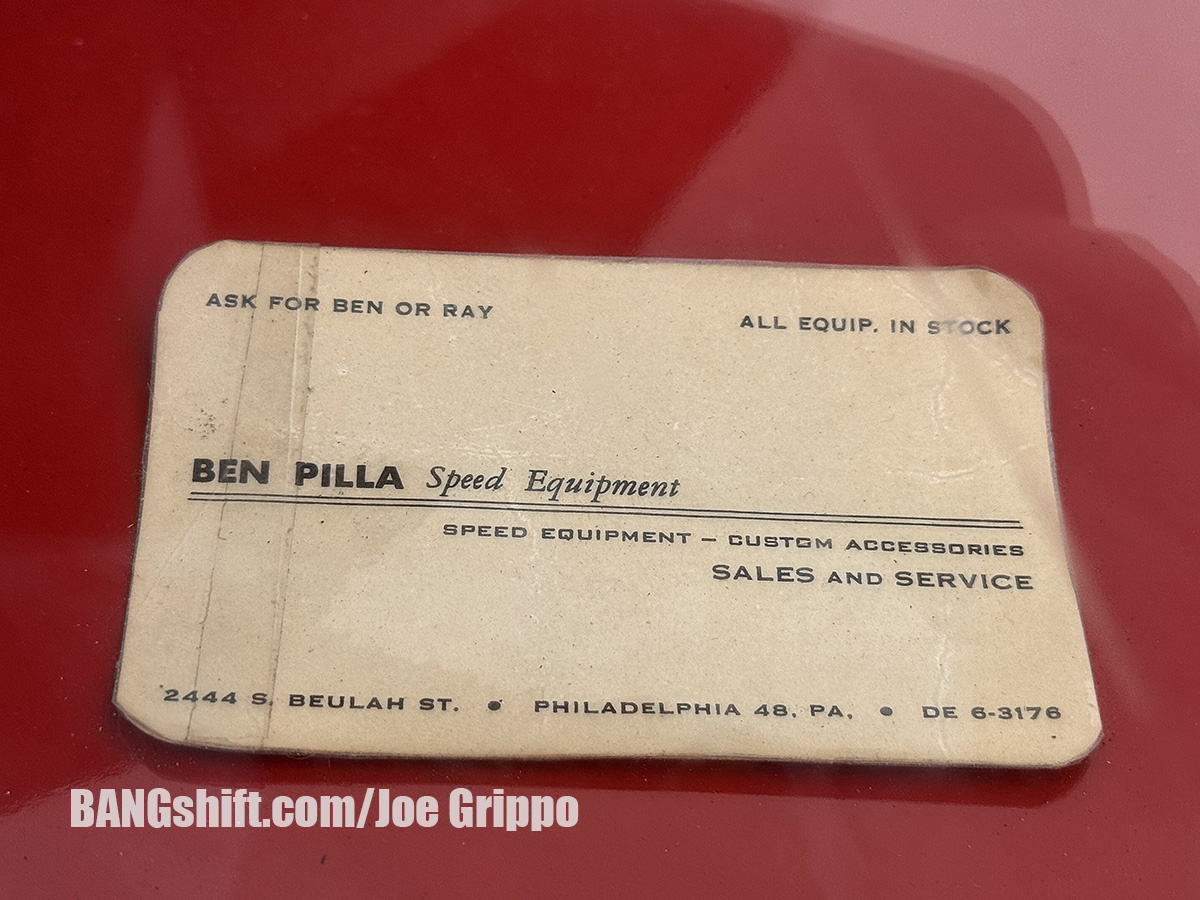 ASK FOR BEN OR RAY
ALL EQUIP. IN STOCK
BEN PILLA Speed Equipment
SPEED EQUIPMENT – CUSTOM ACCESSORIES
SALES AND SERVICE
2444 S. BEULAH ST. • PHILADELPHIA 48, PA. • DE 6-3176
BANGshift.com/Joe Grippo